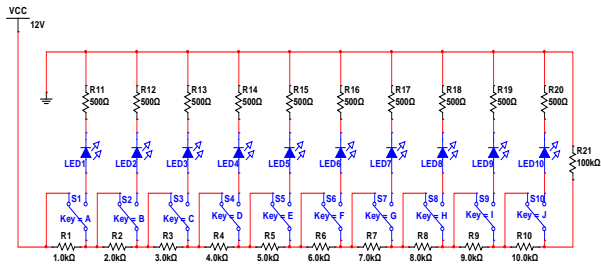 VCC
12V
R11 R12 R13 R14 R15 R16 R17 R18 R19 R20
500Ω 500Ω 500Ω 500Ω 500Ω 500Ω 500Ω 500Ω 500Ω 500Ω
R21
100kΩ
LED1 LED2 LED3 LED4 LED5 LED6 LED7 LED8 LED9 LED10
S1 S2 S3 S4 S5 S6 S7 S8 S9 S10
Key = A Key = B Key = C Key = D Key = E Key = F Key = G Key = H Key = I Key = J
R1 R2 R3 R4 R5 R6 R7 R8 R9 R10
1.0kΩ 2.0kΩ 3.0kΩ 4.0kΩ 5.0kΩ 6.0kΩ 7.0kΩ 8.0kΩ 9.0kΩ 10.0kΩ